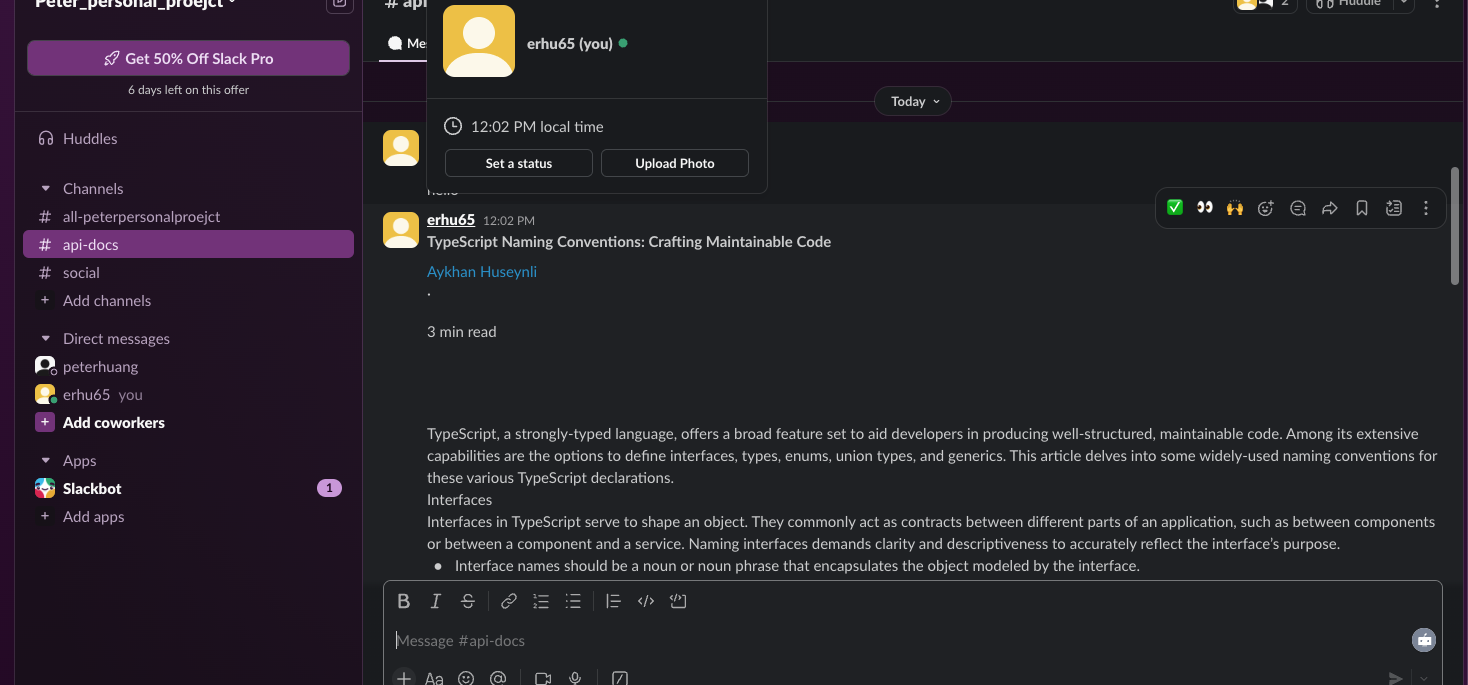 Peter_personal_proejct
Get 50% Off Slack Pro
6 days left on this offer
Huddles
Channels
# all-peterpersonalproejct
# api-docs
# social
+ Add channels
Direct messages
peterhuang
erhu65 you
+ Add coworkers
Apps
Slackbot 1
+ Add apps
# api
2
Huddle
Me
erhu65 (you)
12:02 PM local time
Set a status
Upload Photo
Today
hello
erhu65 12:02 PM
TypeScript Naming Conventions: Crafting Maintainable Code
Aykhan Huseynli
·
3 min read
TypeScript, a strongly-typed language, offers a broad feature set to aid developers in producing well-structured, maintainable code. Among its extensive
capabilities are the options to define interfaces, types, enums, union types, and generics. This article delves into some widely-used naming conventions for
these various TypeScript declarations.
Interfaces
Interfaces in TypeScript serve to shape an object. They commonly act as contracts between different parts of an application, such as between components
or between a component and a service. Naming interfaces demands clarity and descriptiveness to accurately reflect the interface’s purpose.
• Interface names should be a noun or noun phrase that encapsulates the object modeled by the interface.
B I S
Message #api-docs
+ Aa @